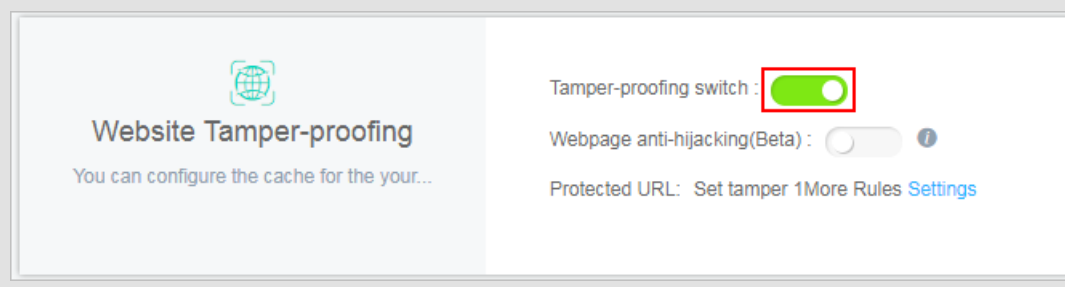 Website Tamper-proofing
You can configure the cache for the your...
Tamper-proofing switch :
Webpage anti-hijacking(Beta) :
Protected URL: Set tamper 1More Rules Settings